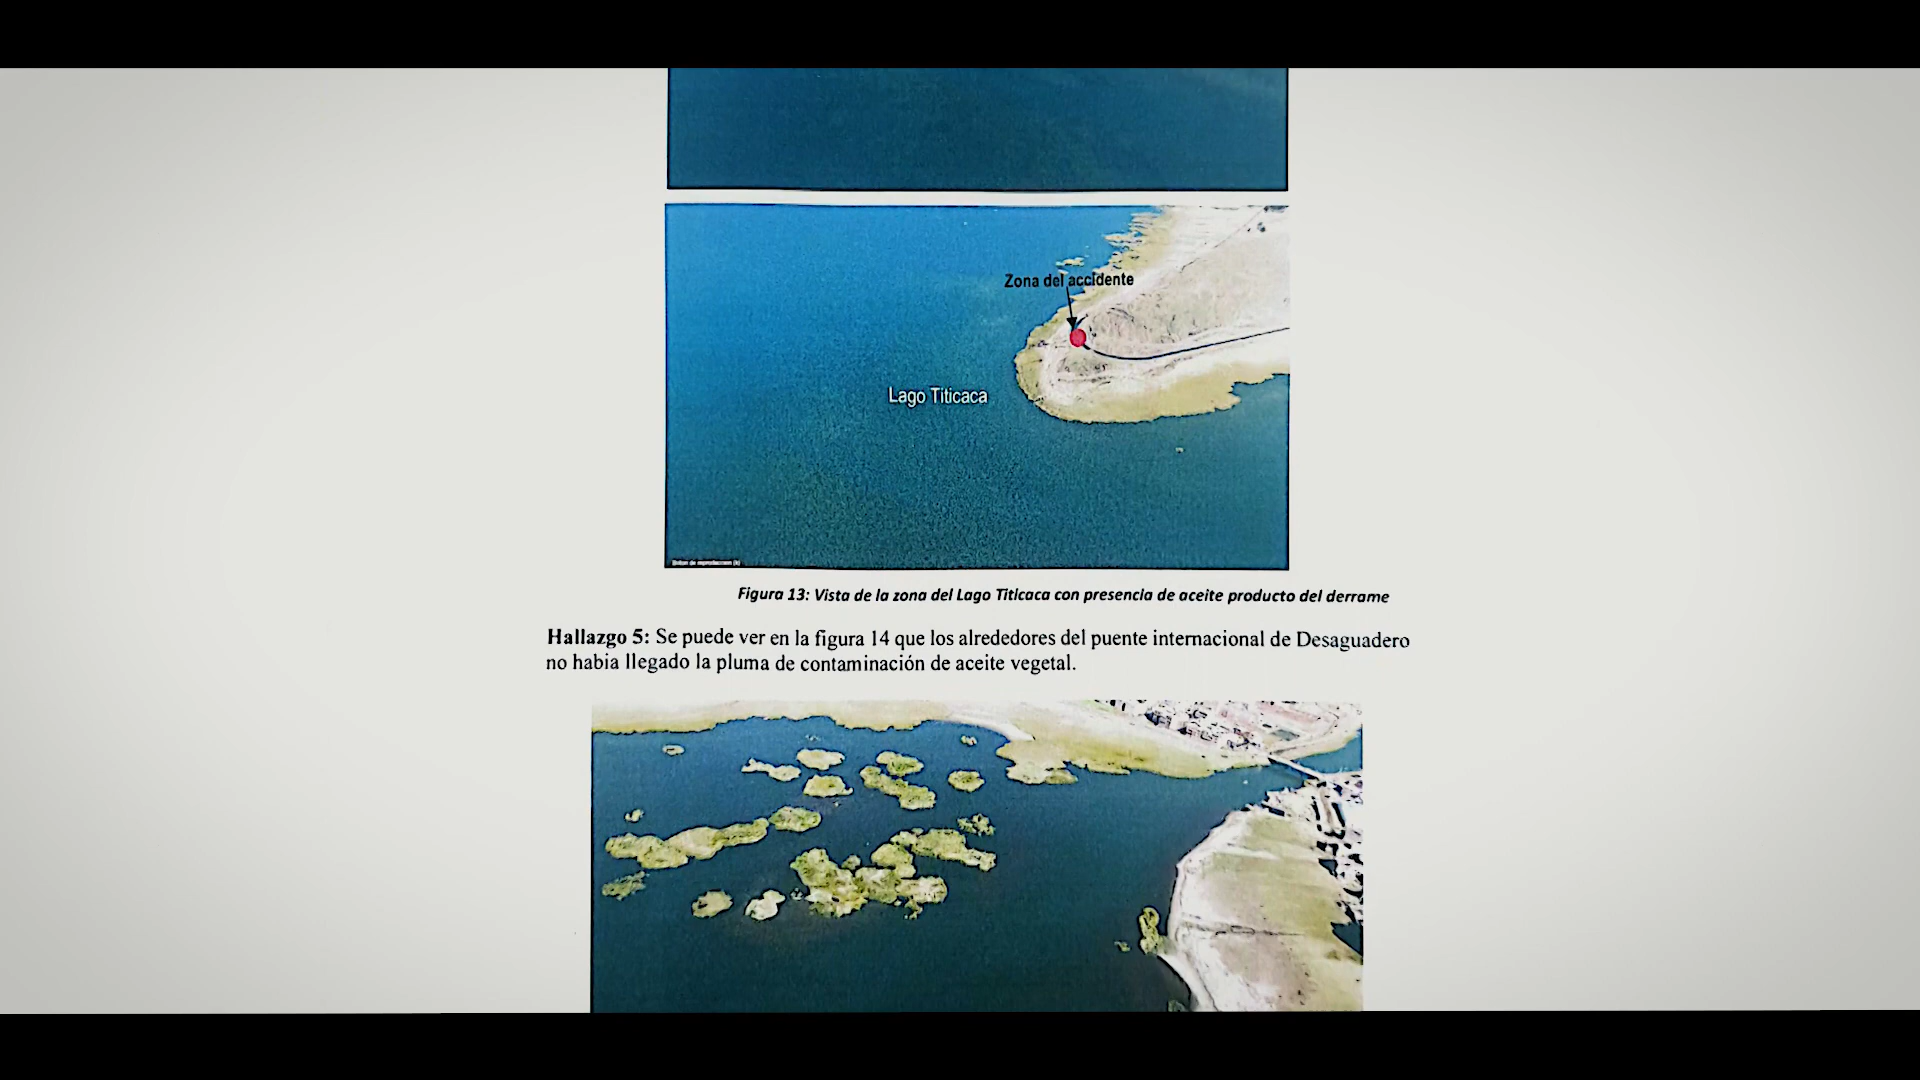 Zona del accidente
Lago Titicaca
Figura 13: Vista de la zona del Lago Titicaca con presencia de aceite producto del derrame
Hallazgo 5: Se puede ver en la figura 14 que los alrededores del puente internacional de Desaguadero
no habia llegado la pluma de contaminación de aceite vegetal.